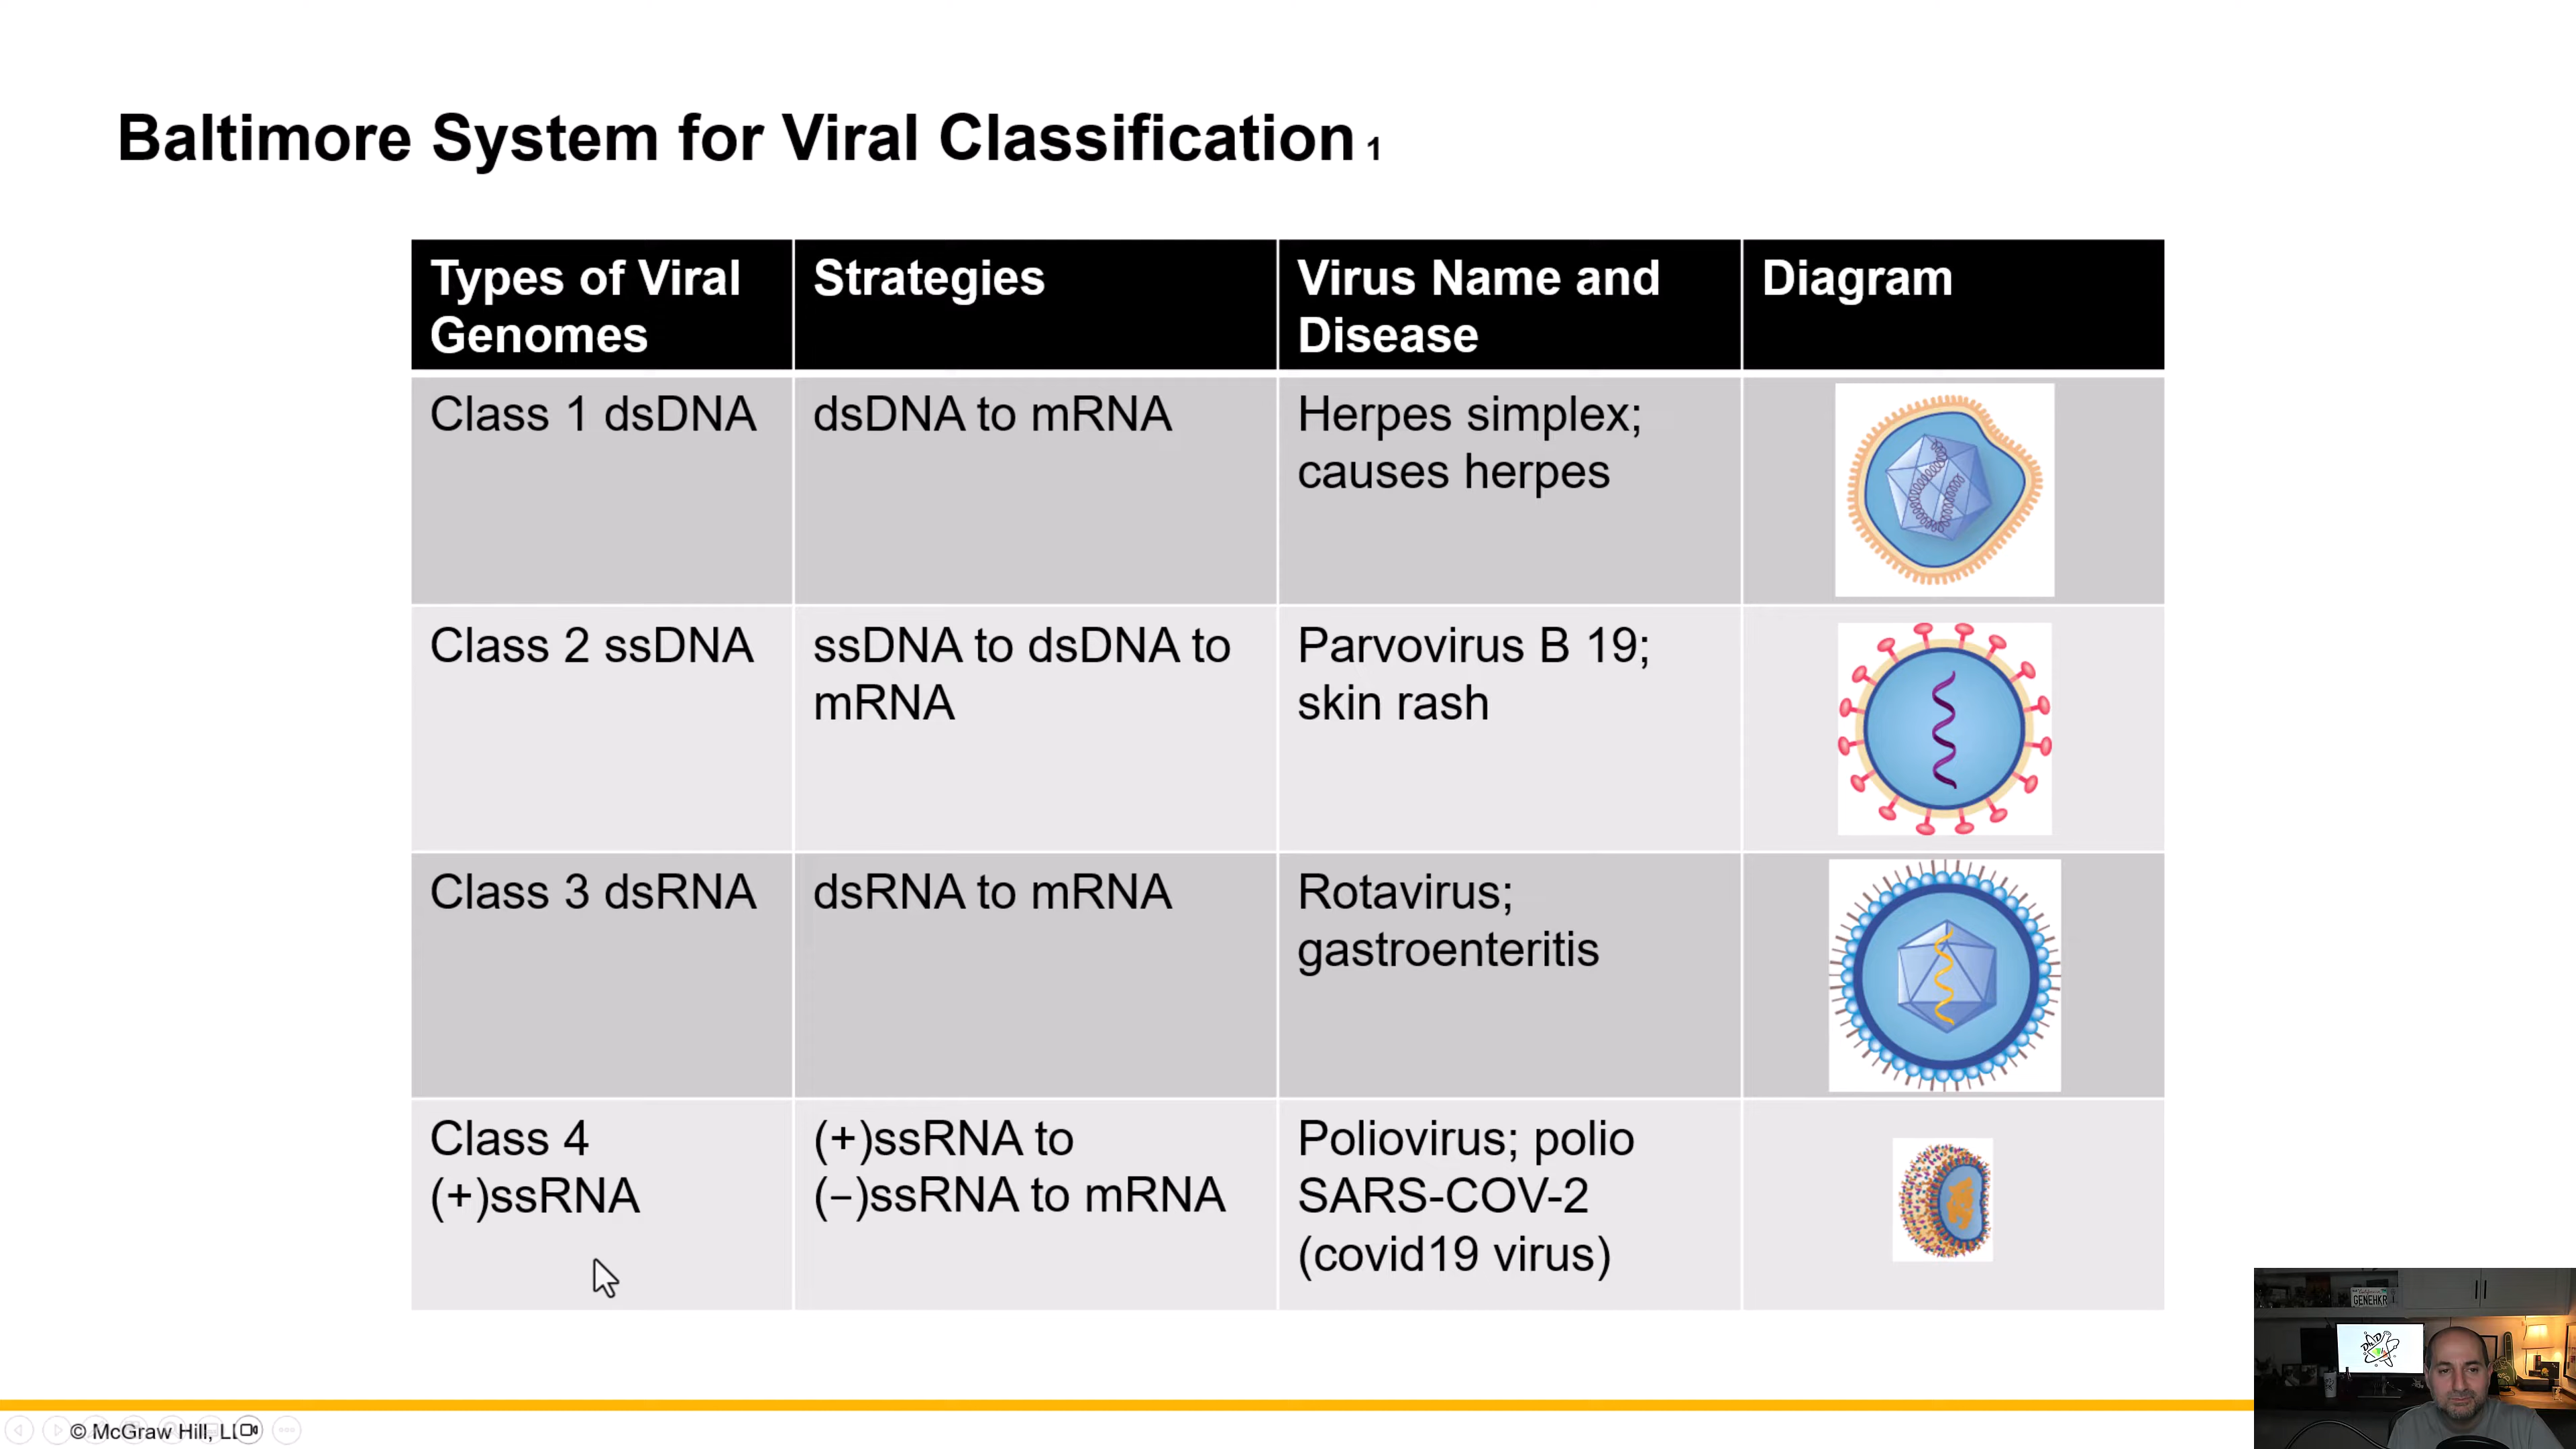 Baltimore System for Viral Classification 1
Types of Viral
Genomes
Strategies
Virus Name and
Disease
Diagram
Class 1 dsDNA
dsDNA to mRNA
Herpes simplex;
causes herpes
Class 2 ssDNA
ssDNA to dsDNA to
mRNA
Parvovirus B 19;
skin rash
Class 3 dsRNA
dsRNA to mRNA
Rotavirus;
gastroenteritis
Class 4
(+)ssRNA
(+)ssRNA to
(−)ssRNA to mRNA
Poliovirus; polio
SARS-COV-2
(covid19 virus)
GENEHKR
© McGraw Hill,